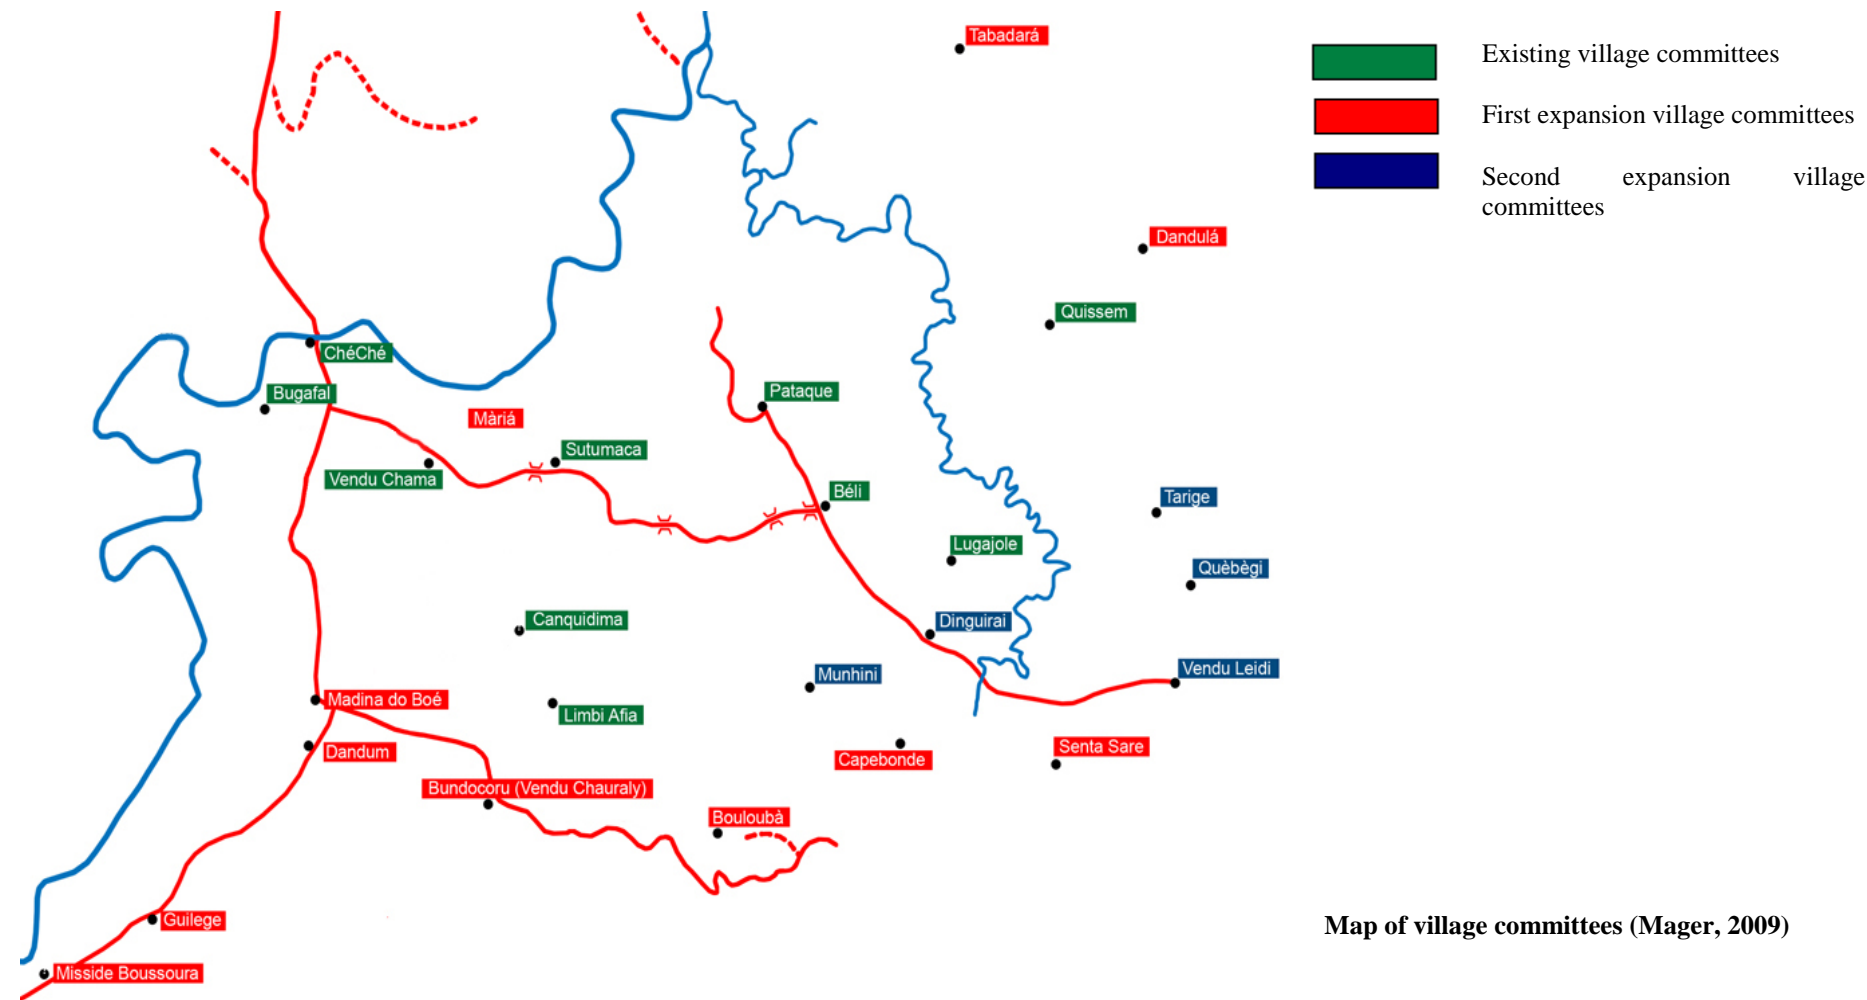 Tabadará
Existing village committees
First expansion village committees
Second expansion village
committees
Dandulá
Quissem
ChéChé
Bugafal
Pataque
Màriá
Sutumaca
Vendu Chama
Béli
Tarige
Lugajole
Quèbègi
Canquidima
Dinguirai
Munhini
Vendu Leidi
Madina do Boé
Limbi Afia
Dandum
Capebonde
Senta Sare
Bundocoru (Vendu Chauraly)
Bouloubà
Guilege
Map of village committees (Mager, 2009)
Misside Boussoura